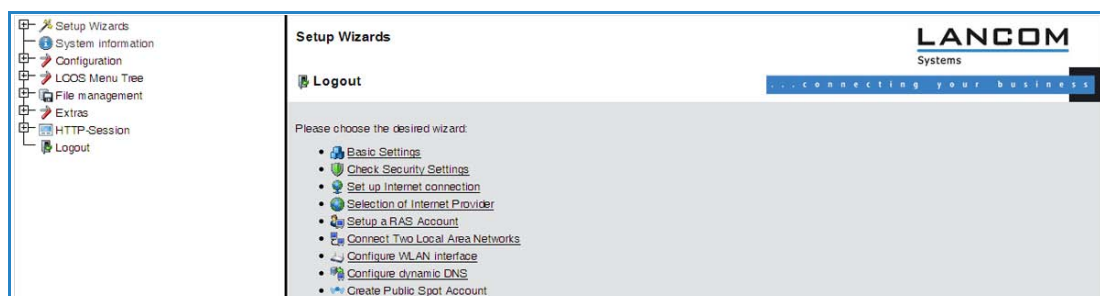 Setup Wizards
System information
Configuration
LCOS Menu Tree
File management
Extras
HTTP-Session
Logout
Setup Wizards
LANCOM
Systems
Logout
...connecting your business
Please choose the desired wizard:
Basic Settings
Check Security Settings
Set up Internet connection
Selection of Internet Provider
Setup a RAS Account
Connect Two Local Area Networks
Configure WLAN interface
Configure dynamic DNS
Create Public Spot Account